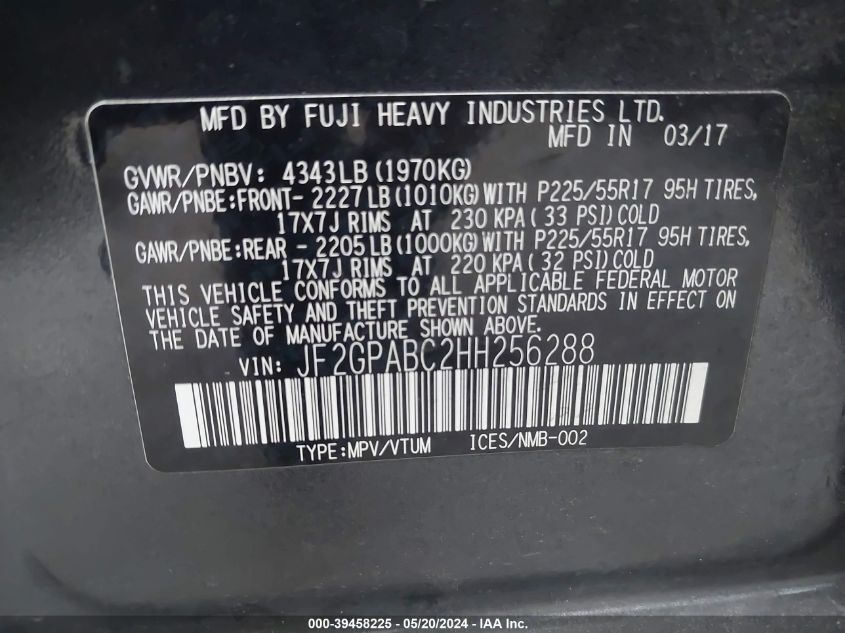 MFD BY FUJI HEAVY INDUSTRIES LTD.
MFD IN 03/17
GVWR/PNBV: 4343LB (1970KG)
GAWR/PNBE:FRONT- 2227LB (1010KG) WITH P225/55R17 95H TIRES,
17X7J RIMS AT 230 KPA ( 33 PSI) COLD
GAWR/PNBE:REAR - 2205LB (1000KG) WITH P225/55R17 95H TIRES,
17X7J RIMS AT 220 KPA ( 32 PSI) COLD
THIS VEHICLE CONFORMS TO ALL APPLICABLE FEDERAL MOTOR
VEHICLE SAFETY AND THEFT PREVENTION STANDARDS IN EFFECT ON
THE DATE OF MANUFACTURE SHOWN ABOVE.
VIN: JF2GPABC2HH256288
TYPE:MPV/VTUM ICES/NMB-002
000-39458225 - 05/20/2024 - IAA Inc.